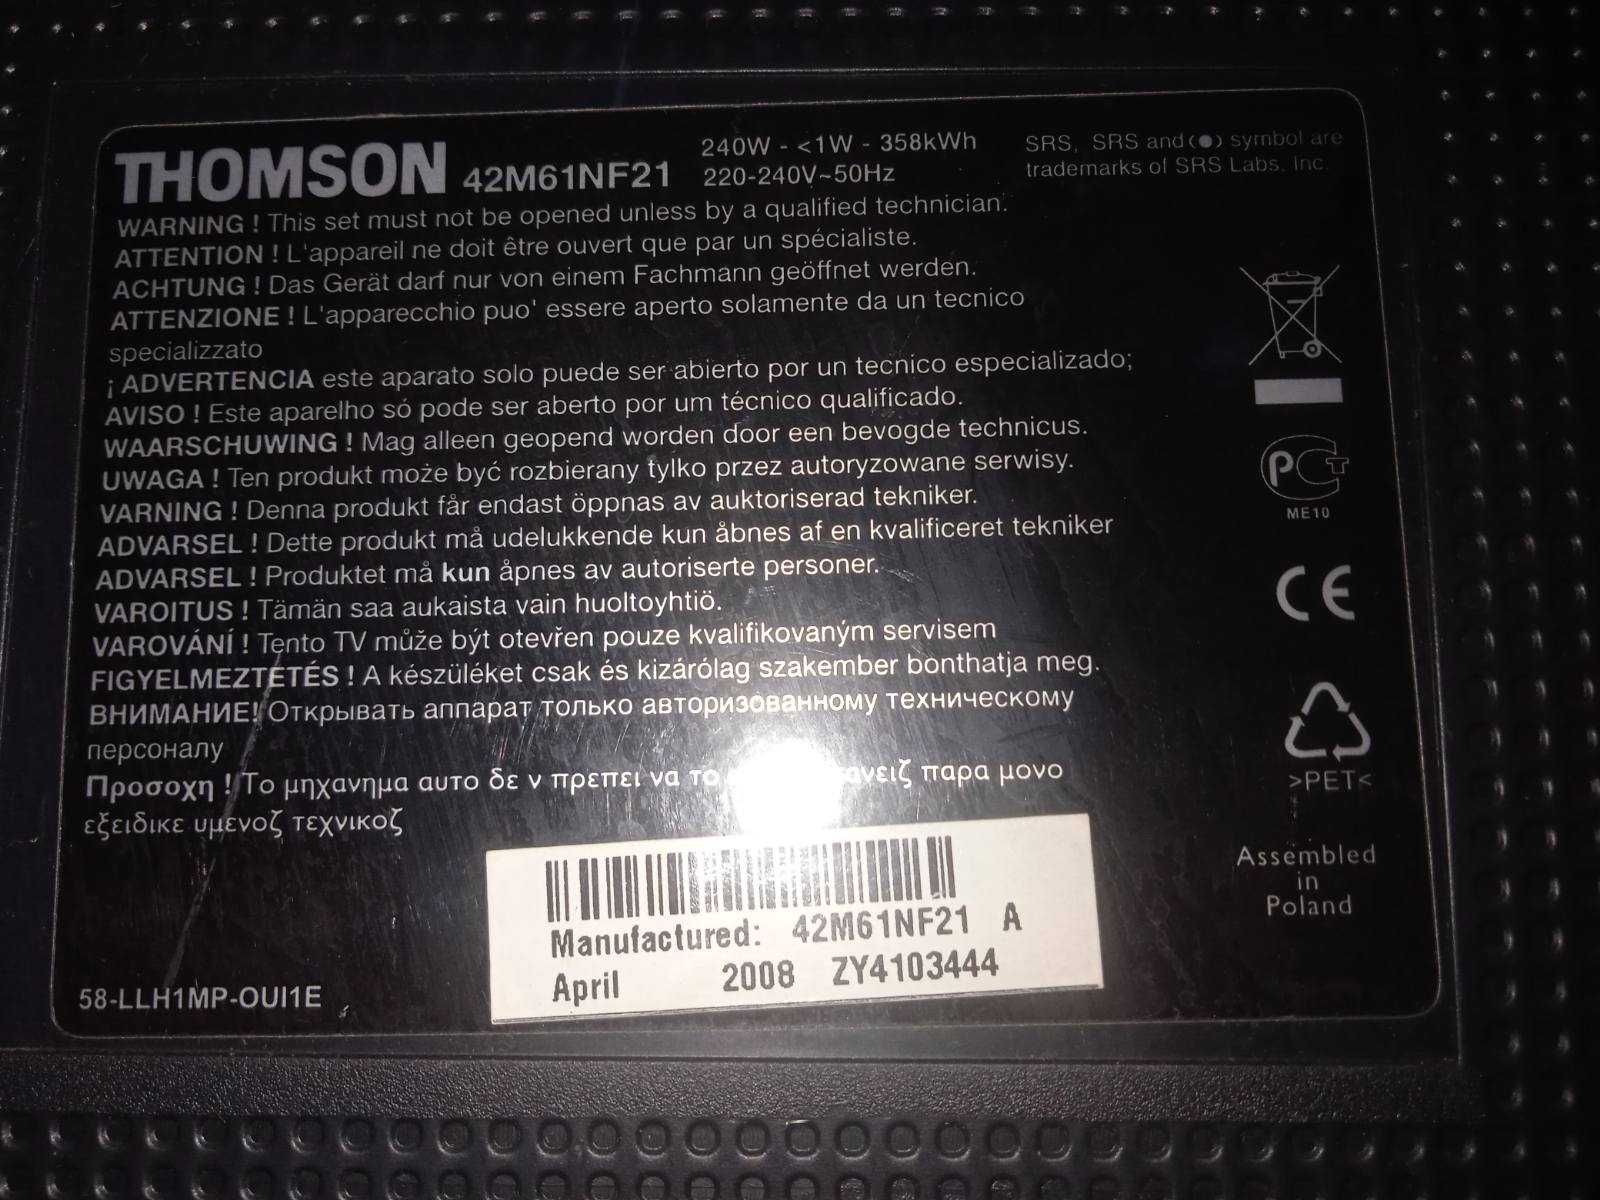 THOMSON 42M61NF21
240W - <1W - 358kWh
220-240V~50Hz
SRS, SRS and (●) symbol are
trademarks of SRS Labs, Inc.
WARNING ! This set must not be opened unless by a qualified technician.
ATTENTION ! L'appareil ne doit être ouvert que par un spécialiste.
ACHTUNG ! Das Gerät darf nur von einem Fachmann geöffnet werden.
ATTENZIONE ! L'apparecchio puo' essere aperto solamente da un tecnico
specializzato
¡ ADVERTENCIA este aparato solo puede ser abierto por un tecnico especializado;
AVISO ! Este aparelho só pode ser aberto por um técnico qualificado.
WAARSCHUWING ! Mag alleen geopend worden door een bevogde technicus.
UWAGA ! Ten produkt może być rozbierany tylko przez autoryzowane serwisy.
VARNING ! Denna produkt får endast öppnas av auktoriserad tekniker.
ADVARSEL ! Dette produkt må udelukkende kun åbnes af en kvalificeret tekniker
ADVARSEL ! Produktet må kun åpnes av autoriserte personer.
VAROITUS ! Tämän saa aukaista vain huoltoyhtiö.
VAROVÁNÍ ! Tento TV může být otevřen pouze kvalifikovaným servisem
FIGYELMEZTETÉS ! A készüléket csak és kizárólag szakember bonthatja meg.
ВНИМАНИЕ! Открывать аппарат только авторизованному техническому
персоналу
Προσοχη ! Το μηχανημα αυτο δε ν πρεπει να το παρα μονο
εξειδικε υμενοζ τεχνικοζ
PCT
ME10
CE
>PET<
Assembled
in
Poland
Manufactured: 42M61NF21 A
April 2008 ZY4103444
58-LLH1MP-OUI1E